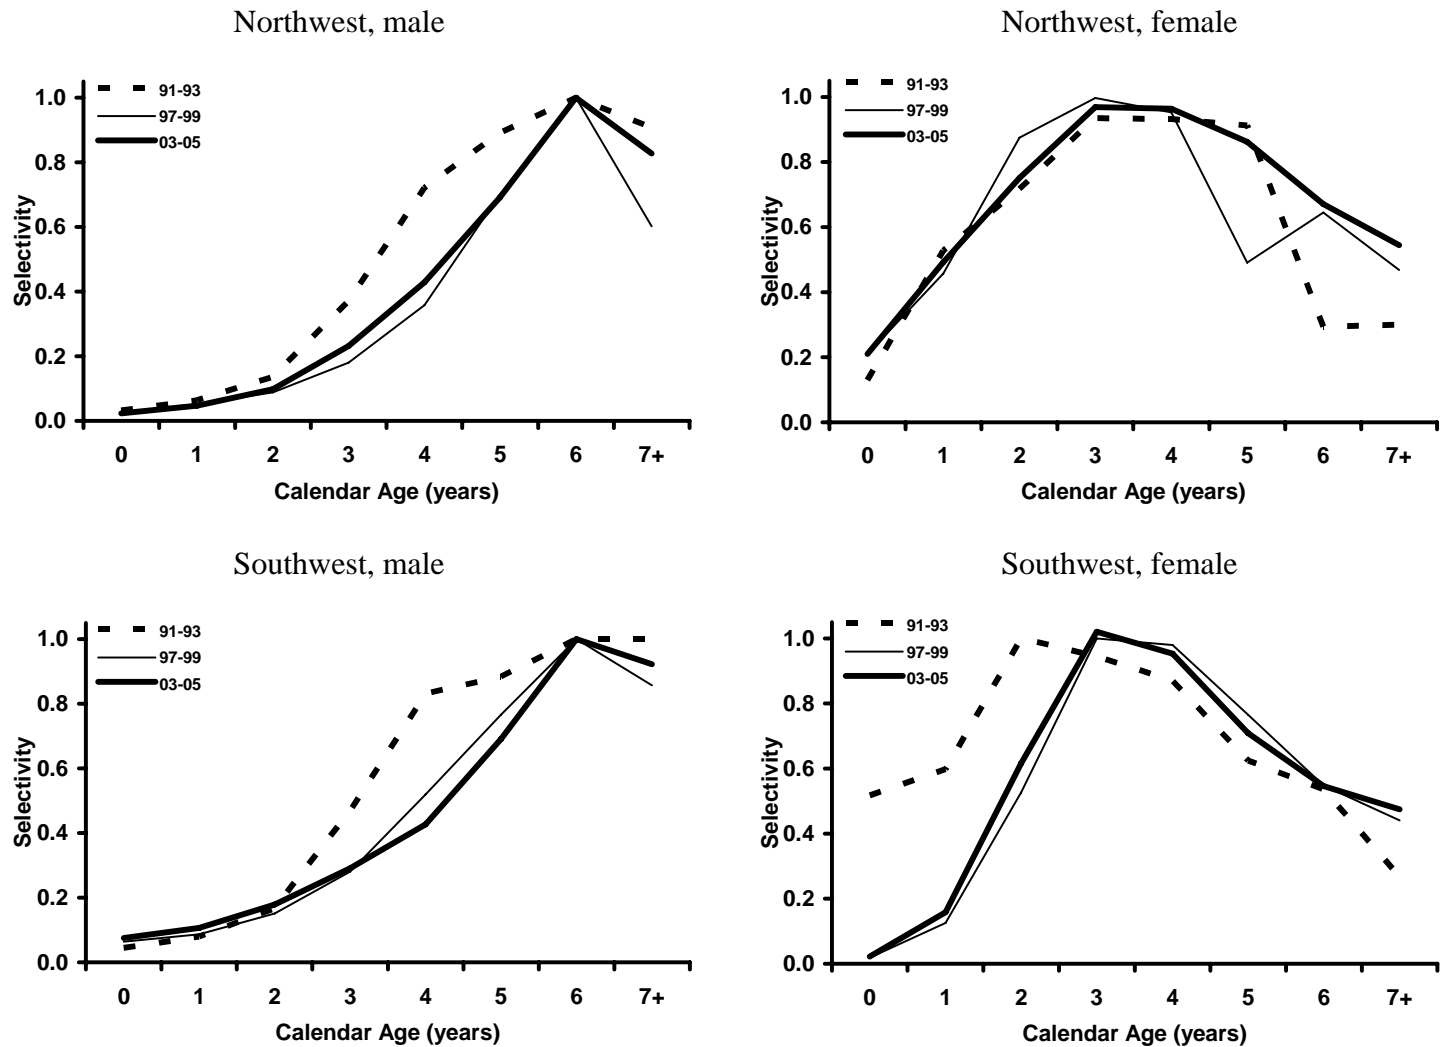 Northwest, male
91-93
97-99
03-05
1.0
0.8
0.6
0.4
0.2
0.0
Selectivity
0 1 2 3 4 5 6 7+
Calendar Age (years)
Northwest, female
91-93
97-99
03-05
1.0
0.8
0.6
0.4
0.2
0.0
Selectivity
0 1 2 3 4 5 6 7+
Calendar Age (years)
Southwest, male
91-93
97-99
03-05
1.0
0.8
0.6
0.4
0.2
0.0
Selectivity
0 1 2 3 4 5 6 7+
Calendar Age (years)
Southwest, female
91-93
97-99
03-05
1.0
0.8
0.6
0.4
0.2
0.0
Selectivity
0 1 2 3 4 5 6 7+
Calendar Age (years)